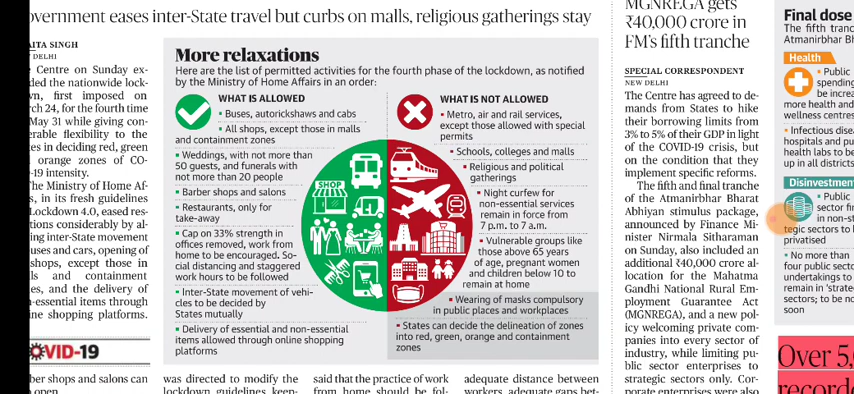 overnment eases inter-State travel but curbs on malls, religious gatherings stay
AITA SINGH
DELHI
Centre on Sunday ex-
ded the nationwide lock-
wn, first imposed on
rch 24, for the fourth time
May 31 while giving con-
erable flexibility to the
tes in deciding red, green
orange zones of CO-
-19 intensity.
he Ministry of Home Af-
s, in its fresh guidelines
Lockdown 4.0, eased res-
tions considerably by al-
ing inter-State movement
uses and cars, opening of
shops, except those in
ls and containment
es, and the delivery of
-essential items through
ine shopping platforms.
OVID-19
ber shops and salons can
open
More relaxations
Here are the list of permitted activities for the fourth phase of the lockdown, as notified
by the Ministry of Home Affairs in an order:
WHAT IS ALLOWED
Buses, autorickshaws and cabs
All shops, except those in malls
and containment zones
Weddings, with not more than
50 guests, and funerals with
not more than 20 people
Barber shops and salons
Restaurants, only for
take-away
Cap on 33% strength in
offices removed, work from
home to be encouraged. So-
cial distancing and staggered
work hours to be followed
Inter-State movement of vehi-
cles to be decided by
States mutually
Delivery of essential and non-essential
items allowed through online shopping
platforms
SHOP
WHAT IS NOT ALLOWED
Metro, air and rail services,
except those allowed with special
permits
Schools, colleges and malls
Religious and political
gatherings
Night curfew for
non-essential services
remain in force from
7 p.m. to 7 a.m.
Vulnerable groups like
those above 65 years
of age, pregnant women
and children below 10 to
remain at home
Wearing of masks compulsory
in public places and workplaces
States can decide the delineation of zones
into red, green, orange and containment
zones
was directed to modify the
lockdown guidelines keep-
said that the practice of work
from home should be fol-
adequate distance between
workers, adequate gaps bet-
MGNREGA gets
₹40,000 crore in
FM's fifth tranche
SPECIAL CORRESPONDENT
NEW DELHI
The Centre has agreed to de-
mands from States to hike
their borrowing limits from
3% to 5% of their GDP in light
of the COVID-19 crisis, but
on the condition that they
implement specific reforms.
The fifth and final tranche
of the Atmanirbhar Bharat
Abhiyan stimulus package,
announced by Finance Mi-
nister Nirmala Sitharaman
on Sunday, also included an
additional ₹40,000 crore al-
location for the Mahatma
Gandhi National Rural Em-
ployment Guarantee Act
(MGNREGA), and a new pol-
icy welcoming private com-
panies into every sector of
industry, while limiting pu-
blic sector enterprises to
strategic sectors only. Cor-
porate enterprises were also
Final dose
The fifth tranc
Atmanirbhar Bh
Health
Public
spending
be increa
more health and
wellness centres
Infectious disea
hospitals and pu
health labs to be
up in all districts
Disinvestment
Public
sector fir
in non-st
tegic sectors to
privatised
No more than
four public sector
undertakings to
remain in 'strate
sectors; to be no
soon
Over 5,
record